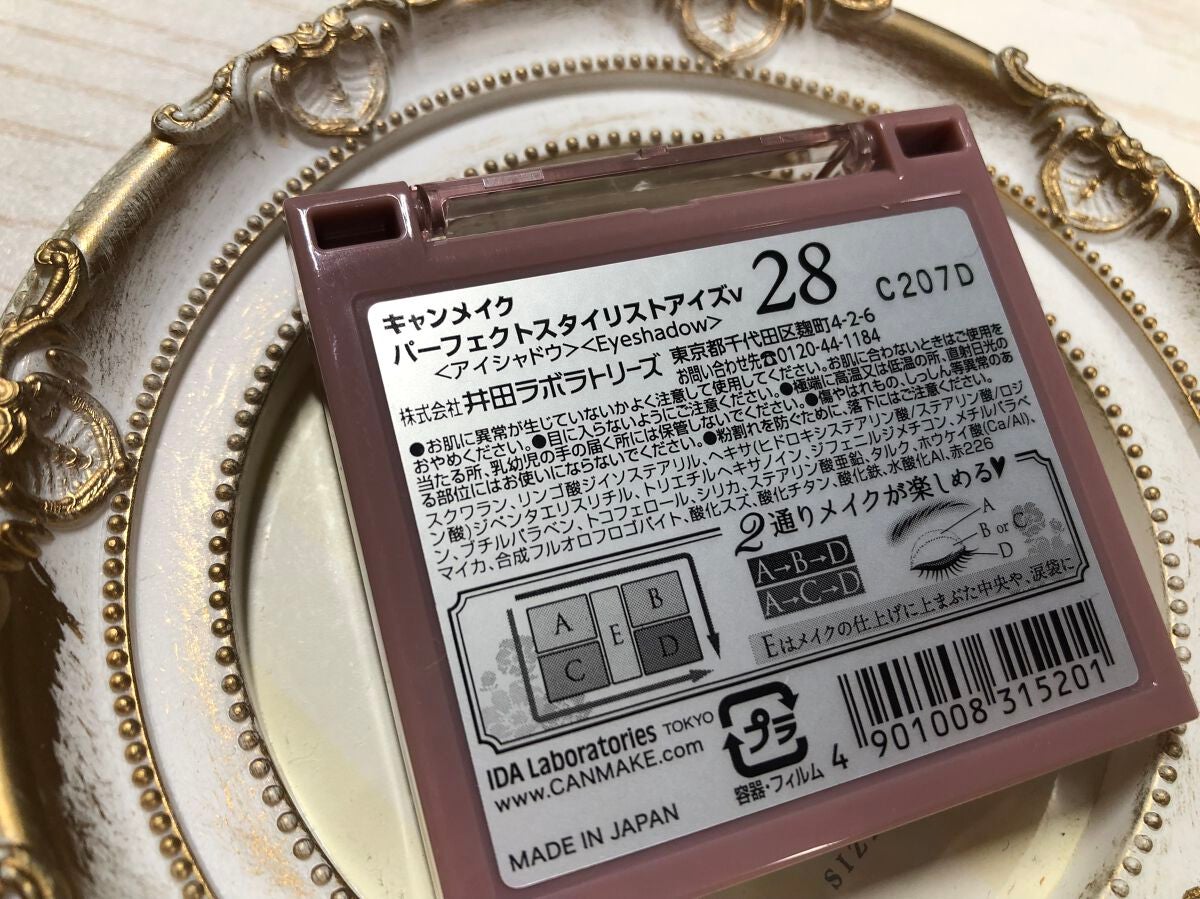 キャンメイク
パーフェクトスタイリストアイズv 28 C207D
<アイシャドウ><Eyeshadow>
株式会社 井田ラボラトリーズ 東京都千代田区麹町4-2-6
お問い合わせ先☎0120-44-1184
●お肌に異常が生じていないかよく注意して使用してください。お肌に合わないときはご使用を
おやめください。●目に入らないようにご注意ください。●極端に高温又は低温の所、直射日光の
当たる所、乳幼児の手の届く所には保管しないでください。●傷やはれもの、しっしん等異常のあ
る部位にはお使いにならないでください。●粉割れを防ぐために、落下にはご注意ください。
スクワラン、リンゴ酸ジイソステアリル、ヘキサ(ヒドロキシステアリン酸/ステアリン酸/ロジ
ン酸)ジペンタエリスリチル、トリエチルヘキサノイン、ジフェニルジメチコン、メチルパラベ
ン、ブチルパラベン、トコフェロール、シリカ、ステアリン酸亜鉛、タルク、ホウケイ酸(Ca/Al)、
マイカ、合成フルオロフロゴパイト、酸化スズ、酸化チタン、酸化鉄、水酸化Al、赤226
2通りメイクが楽しめる♥
A→B→D
A→C→D
A
B or C
D
A
B
E
C
D
Eはメイクの仕上げに上まぶた中央や、涙袋に
IDA Laboratories TOKYO
www.CANMAKE.com
MADE IN JAPAN
プラ
容器・フィルム
4 901008 315201
SIZ